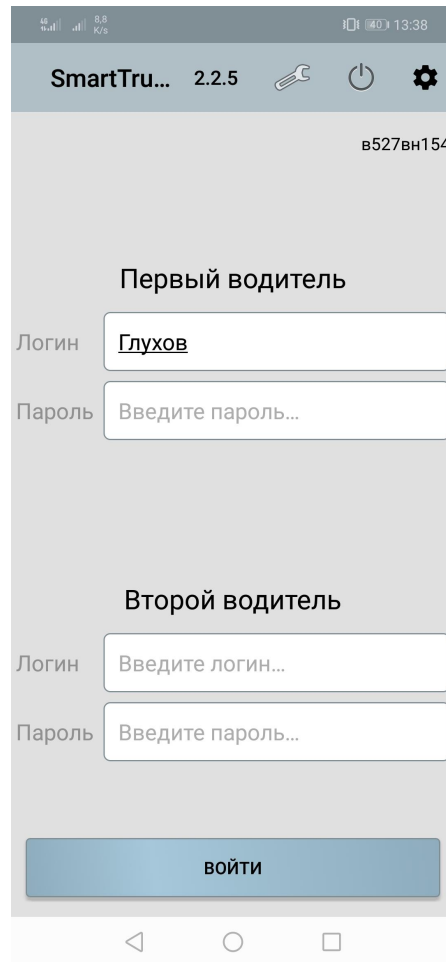 4G 8,8 K/s 40 13:38
SmartTru... 2.2.5
в527вн154
Первый водитель
Логин Глухов
Пароль Введите пароль...
Второй водитель
Логин Введите логин...
Пароль Введите пароль...
ВОЙТИ